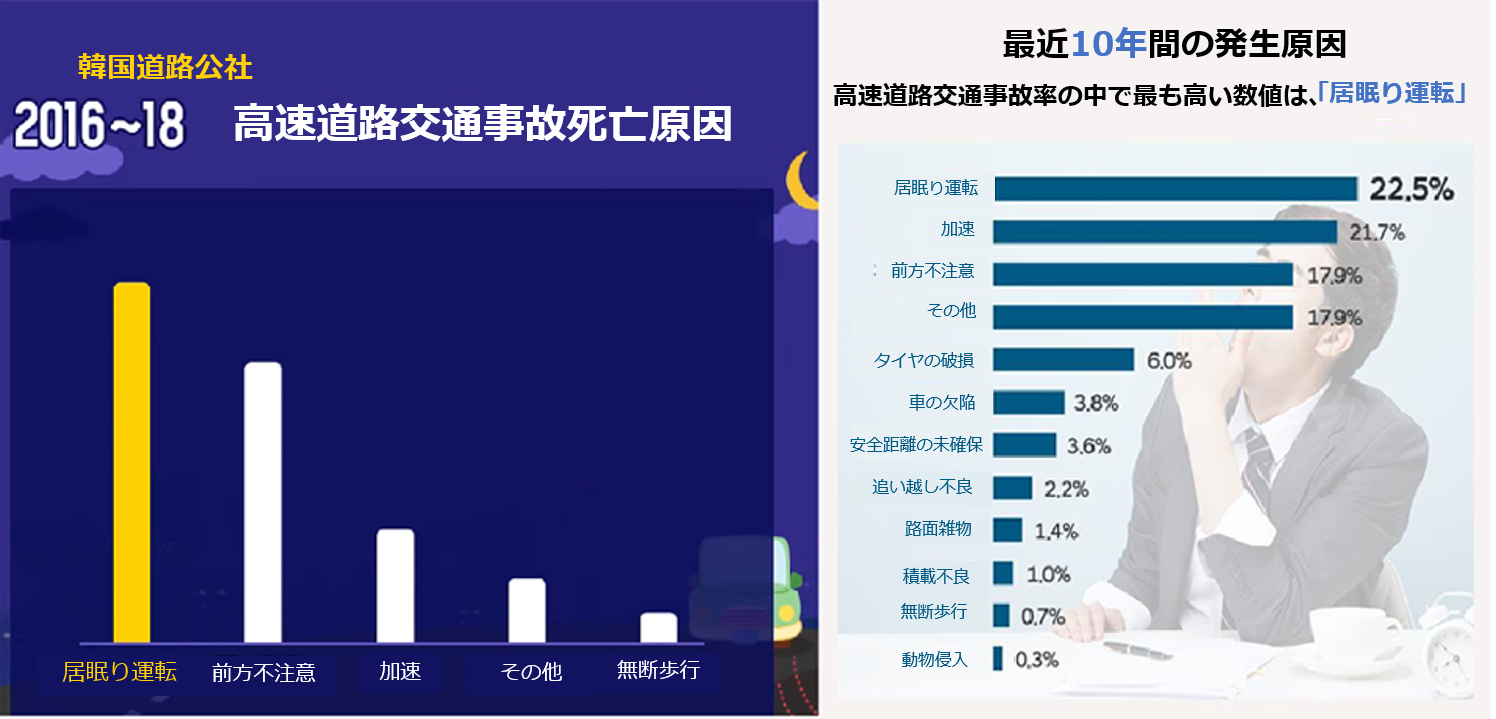 韓国道路公社
2016～18 高速道路交通事故死亡原因
居眠り運転 前方不注意 加速 その他 無断歩行
最近10年間の発生原因
高速道路交通事故率の中で最も高い数値は、「居眠り運転」
居眠り運転 22.5%
加速 21.7%
前方不注意 17.9%
その他 17.9%
タイヤの破損 6.0%
車の欠陥 3.8%
安全距離の未確保 3.6%
追い越し不良 2.2%
路面雑物 1.4%
積載不良 1.0%
無断歩行 0.7%
動物侵入 0.3%